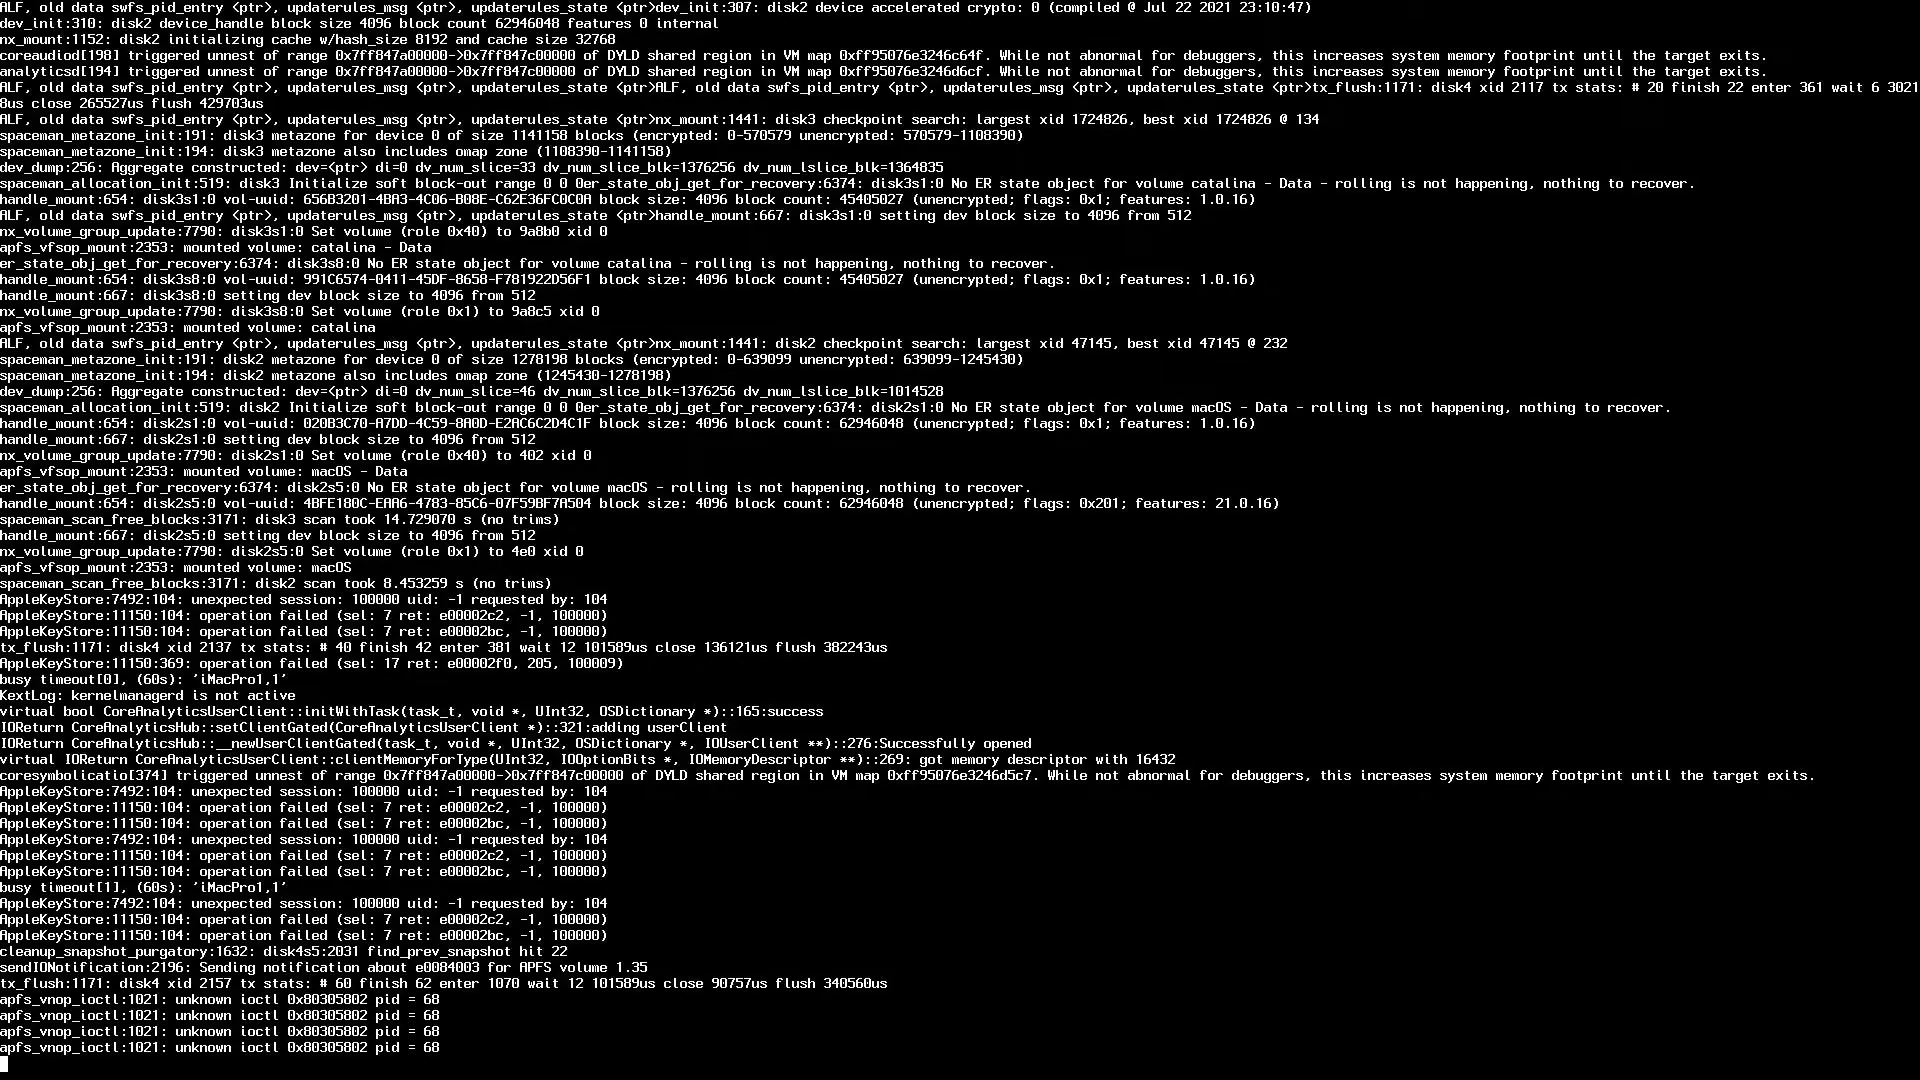 ALF, old data swfs_pid_entry <ptr>, updaterules_msg <ptr>, updaterules_state <ptr>dev_init:307: disk2 device accelerated crypto: 0 (compiled @ Jul 22 2021 23:10:47)
dev_init:310: disk2 device_handle block size 4096 block count 62946048 features 0 internal
nx_mount:1152: disk2 initializing cache w/hash_size 8192 and cache size 32768
coreaudiod[198] triggered unnest of range 0x7ff847a00000->0x7ff847c00000 of DYLD shared region in VM map 0xff95076e3246c64f. While not abnormal for debuggers, this increases system memory footprint until the target exits.
analyticsd[194] triggered unnest of range 0x7ff847a00000->0x7ff847c00000 of DYLD shared region in VM map 0xff95076e3246d6cf. While not abnormal for debuggers, this increases system memory footprint until the target exits.
ALF, old data swfs_pid_entry <ptr>, updaterules_msg <ptr>, updaterules_state <ptr>ALF, old data swfs_pid_entry <ptr>, updaterules_msg <ptr>, updaterules_state <ptr>tx_flush:1171: disk4 xid 2117 tx stats: # 20 finish 22 enter 361 wait 6 3021
8us close 265527us flush 429703us
ALF, old data swfs_pid_entry <ptr>, updaterules_msg <ptr>, updaterules_state <ptr>nx_mount:1441: disk3 checkpoint search: largest xid 1724826, best xid 1724826 @ 134
spaceman_metazone_init:191: disk3 metazone for device 0 of size 1141158 blocks (encrypted: 0-570579 unencrypted: 570579-1108390)
spaceman_metazone_init:194: disk3 metazone also includes omap zone (1108390-1141158)
dev_dump:256: Aggregate constructed: dev=<ptr> di=0 dv_num_slice=33 dv_num_slice_blk=1376256 dv_num_lslice_blk=1364835
spaceman_allocation_init:519: disk3 Initialize soft block-out range 0 0 0er_state_obj_get_for_recovery:6374: disk3s1:0 No ER state object for volume catalina - Data - rolling is not happening, nothing to recover.
handle_mount:654: disk3s1:0 vol-uuid: 656B3201-4BA3-4C06-B08E-C62E36FC0C0A block size: 4096 block count: 45405027 (unencrypted; flags: 0x1; features: 1.0.16)
ALF, old data swfs_pid_entry <ptr>, updaterules_msg <ptr>, updaterules_state <ptr>handle_mount:667: disk3s1:0 setting dev block size to 4096 from 512
nx_volume_group_update:7790: disk3s1:0 Set volume (role 0x40) to 9a8b0 xid 0
apfs_vfsop_mount:2353: mounted volume: catalina - Data
er_state_obj_get_for_recovery:6374: disk3s8:0 No ER state object for volume catalina - rolling is not happening, nothing to recover.
handle_mount:654: disk3s8:0 vol-uuid: 991C6574-0411-45DF-8658-F781922D56F1 block size: 4096 block count: 45405027 (unencrypted; flags: 0x1; features: 1.0.16)
handle_mount:667: disk3s8:0 setting dev block size to 4096 from 512
nx_volume_group_update:7790: disk3s8:0 Set volume (role 0x1) to 9a8c5 xid 0
apfs_vfsop_mount:2353: mounted volume: catalina
ALF, old data swfs_pid_entry <ptr>, updaterules_msg <ptr>, updaterules_state <ptr>nx_mount:1441: disk2 checkpoint search: largest xid 47145, best xid 47145 @ 232
spaceman_metazone_init:191: disk2 metazone for device 0 of size 1278198 blocks (encrypted: 0-639099 unencrypted: 639099-1245430)
spaceman_metazone_init:194: disk2 metazone also includes omap zone (1245430-1278198)
dev_dump:256: Aggregate constructed: dev=<ptr> di=0 dv_num_slice=46 dv_num_slice_blk=1376256 dv_num_lslice_blk=1014528
spaceman_allocation_init:519: disk2 Initialize soft block-out range 0 0 0er_state_obj_get_for_recovery:6374: disk2s1:0 No ER state object for volume macOS - Data - rolling is not happening, nothing to recover.
handle_mount:654: disk2s1:0 vol-uuid: 020B3C70-A7DD-4C59-8A0D-E2AC6C2D4C1F block size: 4096 block count: 62946048 (unencrypted; flags: 0x1; features: 1.0.16)
handle_mount:667: disk2s1:0 setting dev block size to 4096 from 512
nx_volume_group_update:7790: disk2s1:0 Set volume (role 0x40) to 402 xid 0
apfs_vfsop_mount:2353: mounted volume: macOS - Data
er_state_obj_get_for_recovery:6374: disk2s5:0 No ER state object for volume macOS - rolling is not happening, nothing to recover.
handle_mount:654: disk2s5:0 vol-uuid: 4BFE180C-EAA6-4783-85C6-07F59BF7A504 block size: 4096 block count: 62946048 (unencrypted; flags: 0x201; features: 21.0.16)
spaceman_scan_free_blocks:3171: disk3 scan took 14.729070 s (no trims)
handle_mount:667: disk2s5:0 setting dev block size to 4096 from 512
nx_volume_group_update:7790: disk2s5:0 Set volume (role 0x1) to 4e0 xid 0
apfs_vfsop_mount:2353: mounted volume: macOS
spaceman_scan_free_blocks:3171: disk2 scan took 8.453259 s (no trims)
AppleKeyStore:7492:104: unexpected session: 100000 uid: -1 requested by: 104
AppleKeyStore:11150:104: operation failed (sel: 7 ret: e00002c2, -1, 100000)
AppleKeyStore:11150:104: operation failed (sel: 7 ret: e00002bc, -1, 100000)
tx_flush:1171: disk4 xid 2137 tx stats: # 40 finish 42 enter 381 wait 12 101589us close 136121us flush 382243us
AppleKeyStore:11150:369: operation failed (sel: 17 ret: e00002f0, 205, 100009)
busy timeout[0], (60s): 'iMacPro1,1'
KextLog: kernelmanagerd is not active
virtual bool CoreAnalyticsUserClient::initWithTask(task_t, void *, UInt32, OSDictionary *)::165:success
IOReturn CoreAnalyticsHub::setClientGated(CoreAnalyticsUserClient *)::321:adding userClient
IOReturn CoreAnalyticsHub::__newUserClientGated(task_t, void *, UInt32, OSDictionary *, IOUserClient **)::276:Successfully opened
virtual IOReturn CoreAnalyticsUserClient::clientMemoryForType(UInt32, IOOptionBits *, IOMemoryDescriptor **)::269: got memory descriptor with 16432
coresymbolicatio[374] triggered unnest of range 0x7ff847a00000->0x7ff847c00000 of DYLD shared region in VM map 0xff95076e3246d5c7. While not abnormal for debuggers, this increases system memory footprint until the target exits.
AppleKeyStore:7492:104: unexpected session: 100000 uid: -1 requested by: 104
AppleKeyStore:11150:104: operation failed (sel: 7 ret: e00002c2, -1, 100000)
AppleKeyStore:11150:104: operation failed (sel: 7 ret: e00002bc, -1, 100000)
AppleKeyStore:7492:104: unexpected session: 100000 uid: -1 requested by: 104
AppleKeyStore:11150:104: operation failed (sel: 7 ret: e00002c2, -1, 100000)
AppleKeyStore:11150:104: operation failed (sel: 7 ret: e00002bc, -1, 100000)
busy timeout[1], (60s): 'iMacPro1,1'
AppleKeyStore:7492:104: unexpected session: 100000 uid: -1 requested by: 104
AppleKeyStore:11150:104: operation failed (sel: 7 ret: e00002c2, -1, 100000)
AppleKeyStore:11150:104: operation failed (sel: 7 ret: e00002bc, -1, 100000)
cleanup_snapshot_purgatory:1632: disk4s5:2031 find_prev_snapshot hit 22
sendIONotification:2196: Sending notification about e0084003 for APFS volume 1.35
tx_flush:1171: disk4 xid 2157 tx stats: # 60 finish 62 enter 1070 wait 12 101589us close 90757us flush 340560us
apfs_vnop_ioctl:1021: unknown ioctl 0x80305802 pid = 68
apfs_vnop_ioctl:1021: unknown ioctl 0x80305802 pid = 68
apfs_vnop_ioctl:1021: unknown ioctl 0x80305802 pid = 68
apfs_vnop_ioctl:1021: unknown ioctl 0x80305802 pid = 68